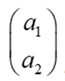 ( a₁
a₂ )